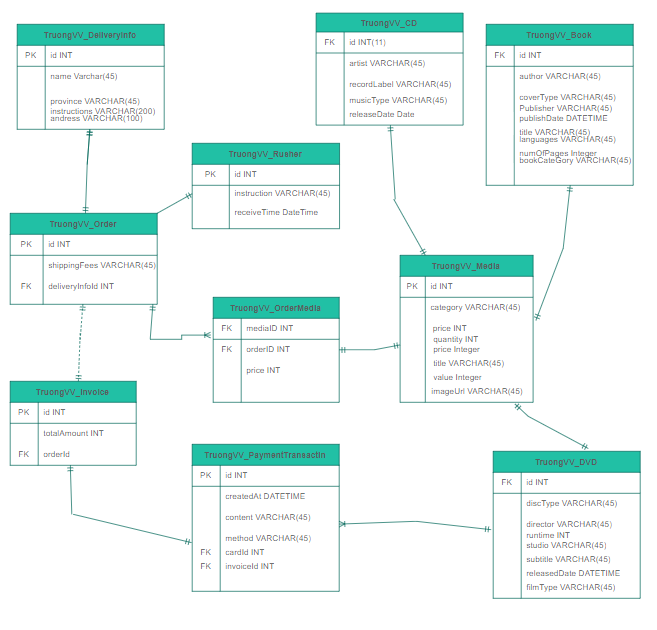 TruongVV_DeliveryInfo
PK id INT
name Varchar(45)
province VARCHAR(45)
instructions VARCHAR(200)
andress VARCHAR(100)
TruongVV_CD
FK id INT(11)
artist VARCHAR(45)
recordLabel VARCHAR(45)
musicType VARCHAR(45)
releaseDate Date
TruongVV_Book
FK id INT
author VARCHAR(45)
coverType VARCHAR(45)
Publisher VARCHAR(45)
publishDate DATETIME
title VARCHAR(45)
languages VARCHAR(45)
numOfPages Integer
bookCateGory VARCHAR(45)
TruongVV_Rusher
PK id INT
instruction VARCHAR(45)
receiveTime DateTime
TruongVV_Order
PK id INT
shippingFees VARCHAR(45)
FK deliveryInfoId INT
TruongVV_Media
PK id INT
category VARCHAR(45)
price INT
quantity INT
price Integer
title VARCHAR(45)
value Integer
imageUrl VARCHAR(45)
TruongVV_OrderMedia
FK mediaID INT
FK orderID INT
price INT
TruongVV_Invoice
PK id INT
totalAmount INT
FK orderId
TruongVV_PaymentTransactin
PK id INT
createdAt DATETIME
content VARCHAR(45)
method VARCHAR(45)
FK cardId INT
FK invoiceId INT
TruongVV_DVD
FK id INT
discType VARCHAR(45)
director VARCHAR(45)
runtime INT
studio VARCHAR(45)
subtitle VARCHAR(45)
releasedDate DATETIME
filmType VARCHAR(45)